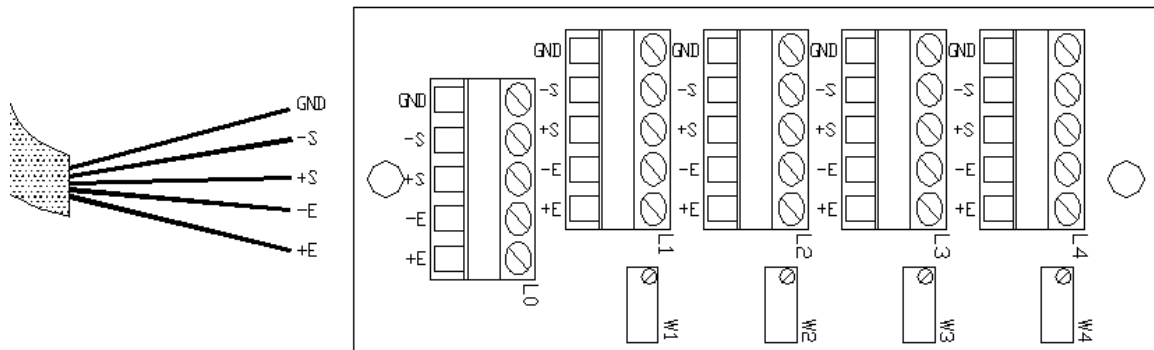 GND
-S
+S
-E
+E
GND
-S
+S
-E
+E
L0
GND
-S
+S
-E
+E
L1
GND
-S
+S
-E
+E
L2
GND
-S
+S
-E
+E
L3
GND
-S
+S
-E
+E
L4
W1
W2
W3
W4